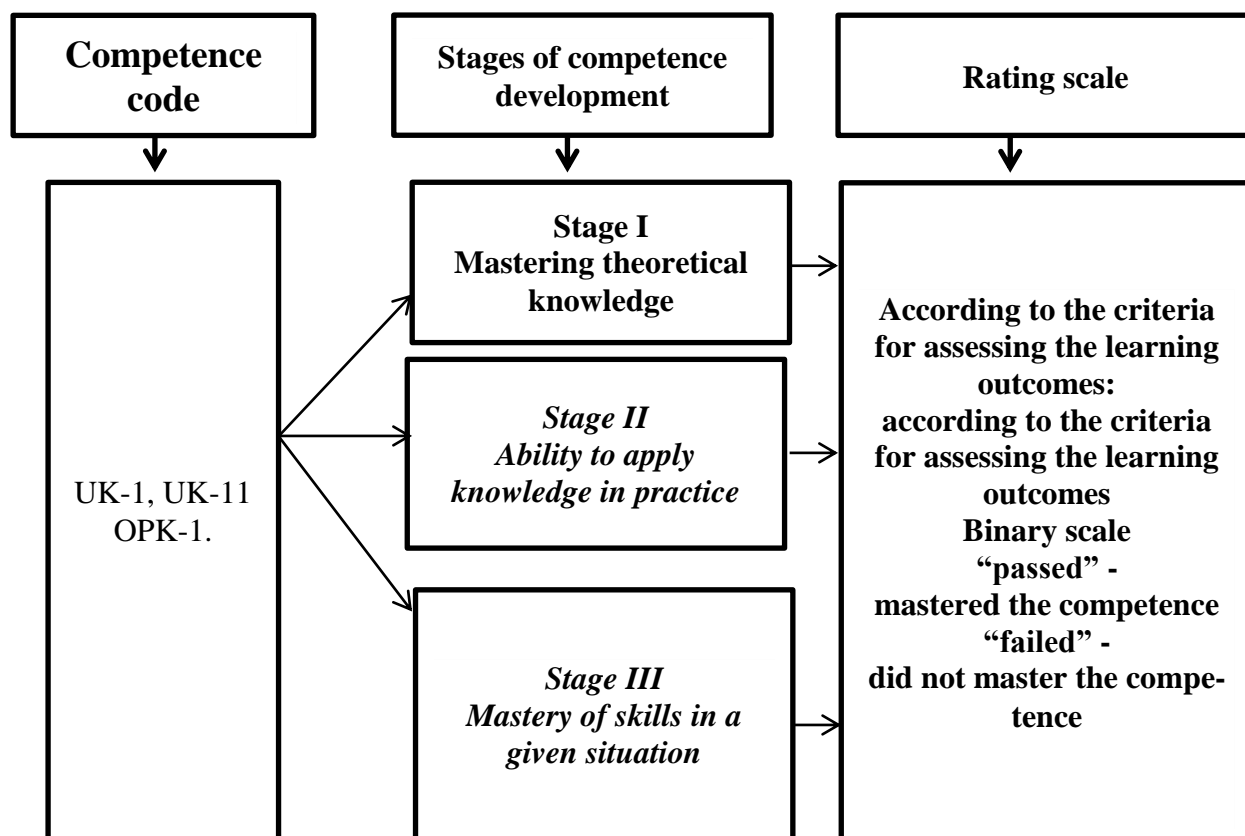 Competence
code
Stages of competence
development
Rating scale
UK-1, UK-11
OPK-1.
Stage I
Mastering theoretical
knowledge
Stage II
Ability to apply
knowledge in practice
Stage III
Mastery of skills in a
given situation
According to the criteria
for assessing the learning
outcomes:
according to the criteria
for assessing the learning
outcomes
Binary scale
“passed” -
mastered the competence
“failed” -
did not master the compe-
tence